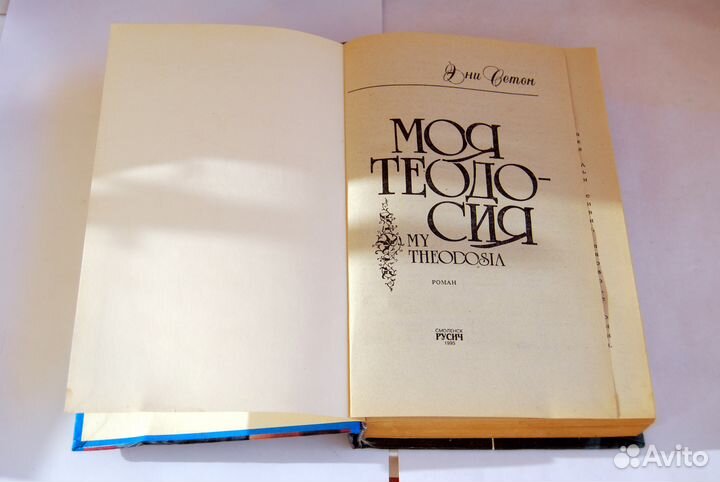 Эни Сетон
МОЯ
ТЕОДО-
СИЯ
MY
THEODOSIA
РОМАН
СМОЛЕНСК
РУСИЧ
1995
Avito